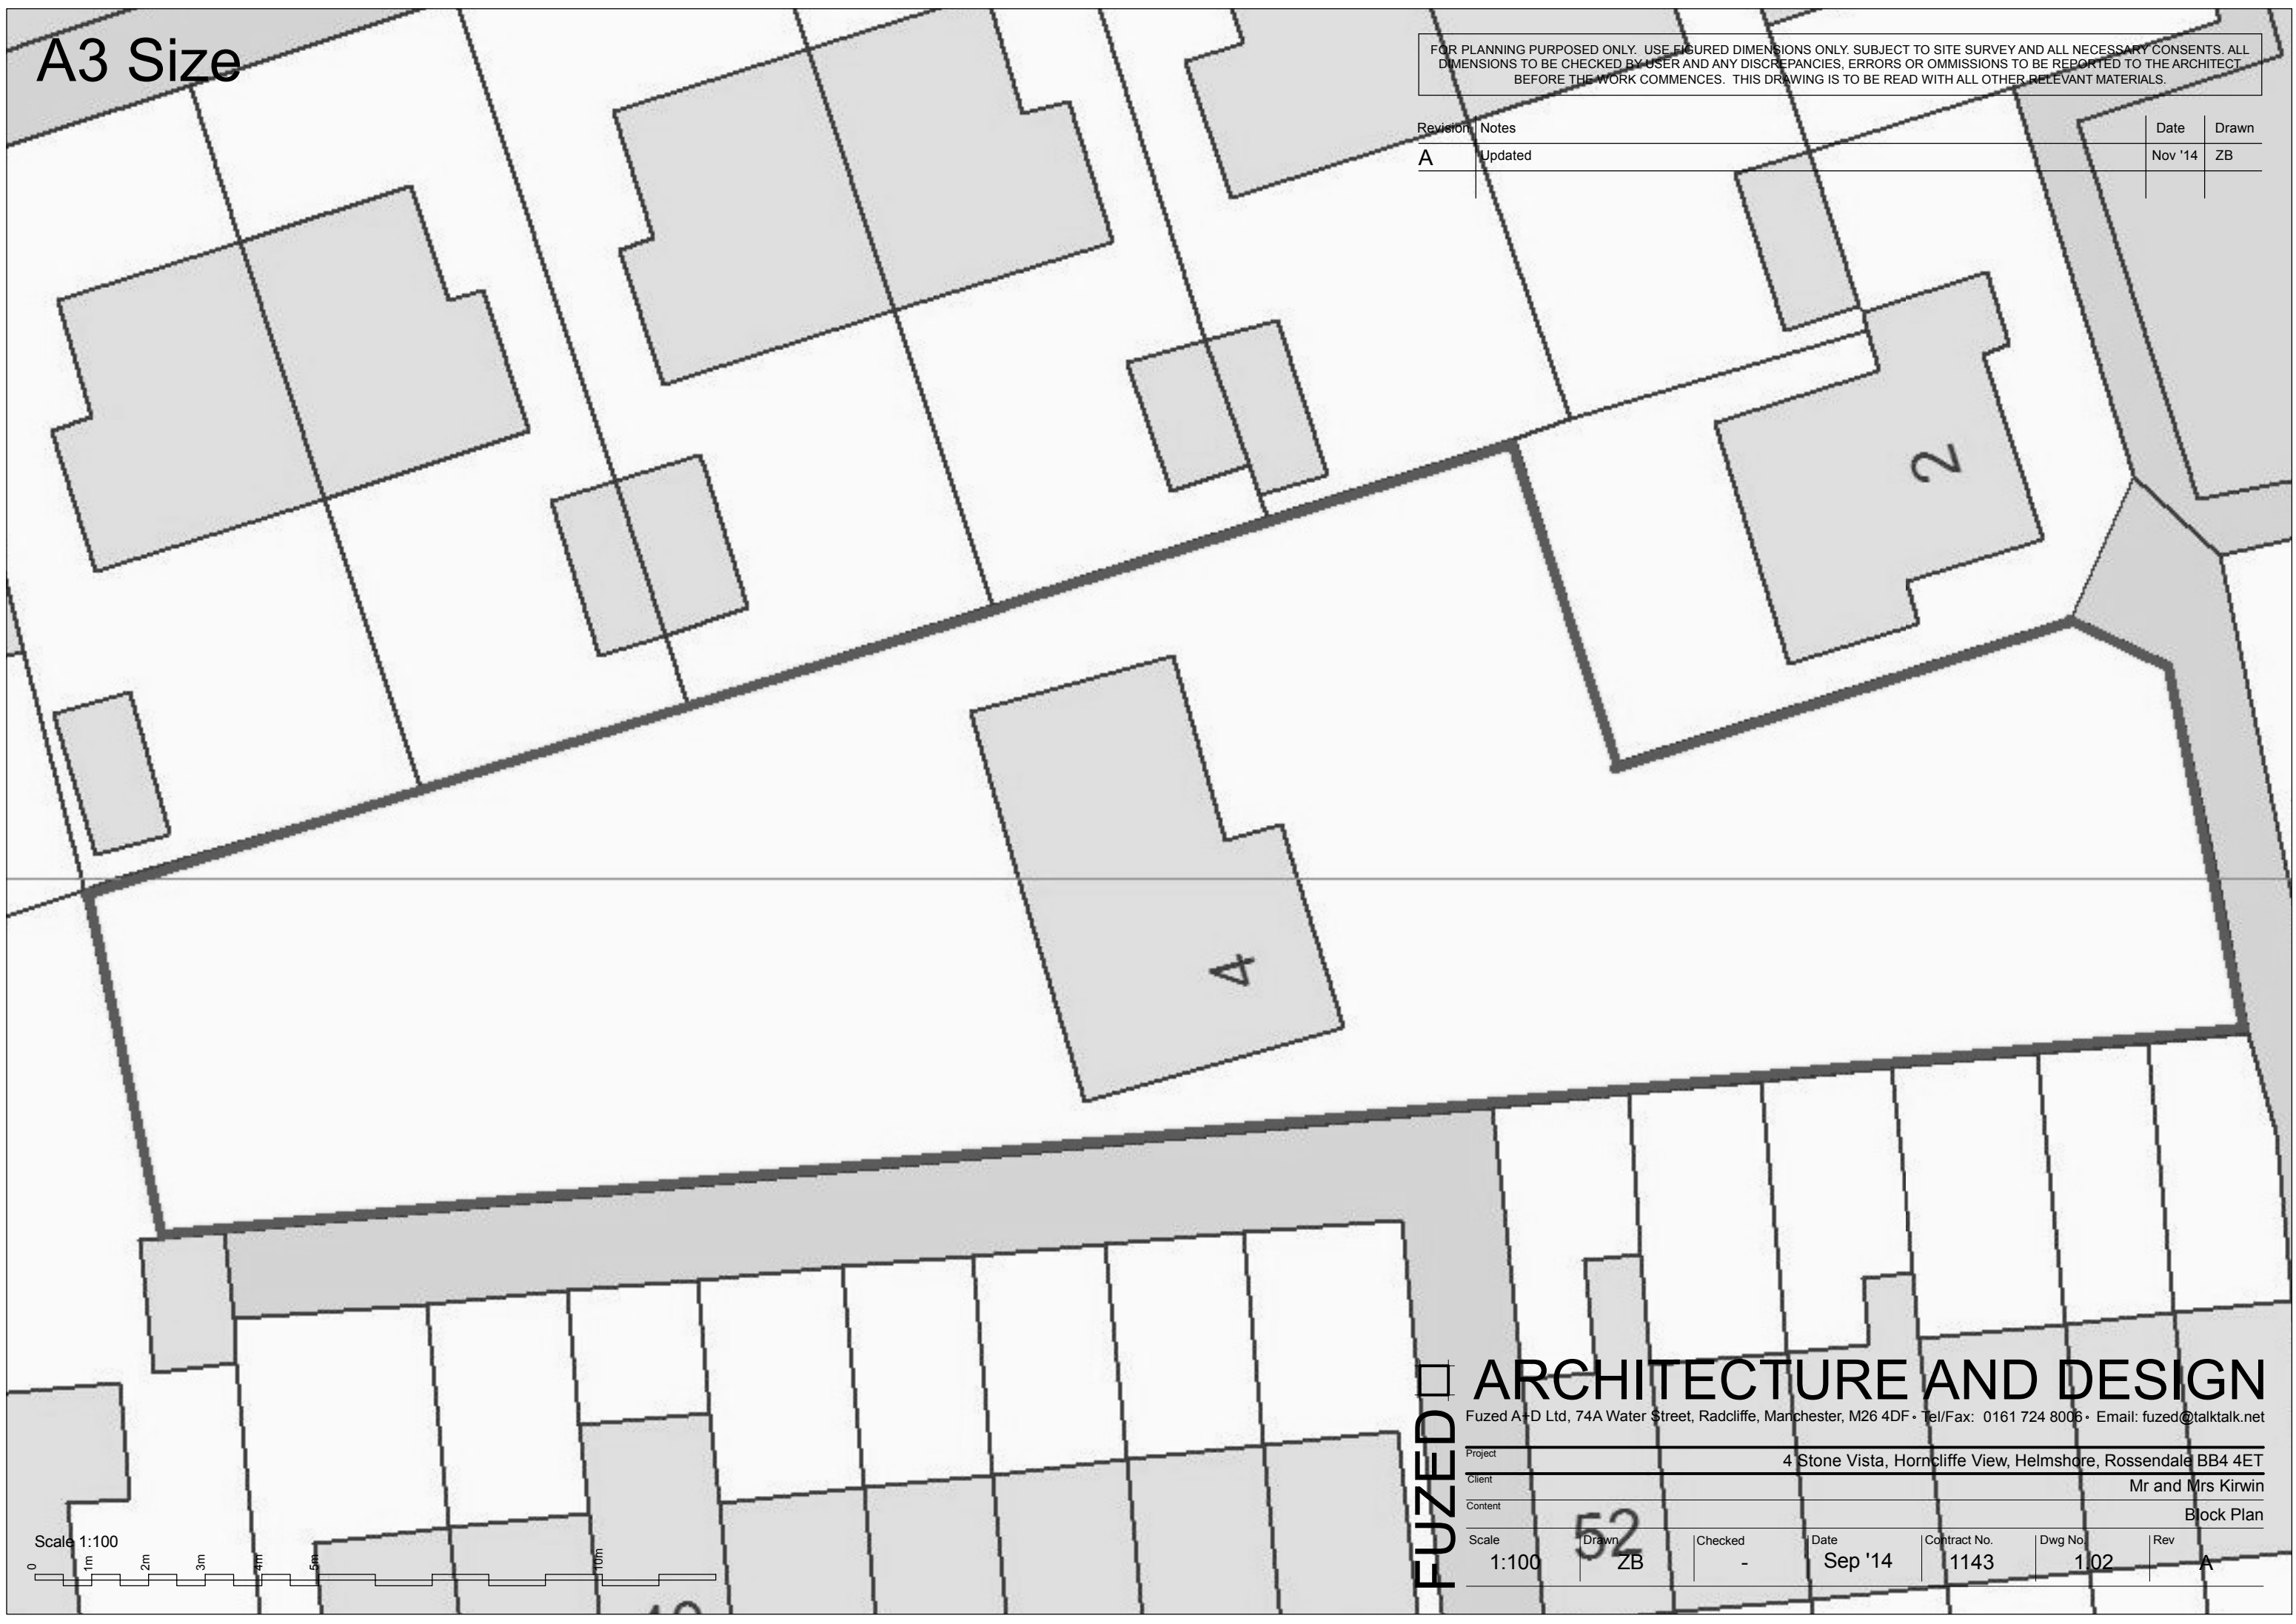 A3 Size
FOR PLANNING PURPOSED ONLY. USE FIGURED DIMENSIONS ONLY. SUBJECT TO SITE SURVEY AND ALL NECESSARY CONSENTS. ALL
DIMENSIONS TO BE CHECKED BY USER AND ANY DISCREPANCIES, ERRORS OR OMMISSIONS TO BE REPORTED TO THE ARCHITECT
BEFORE THE WORK COMMENCES. THIS DRAWING IS TO BE READ WITH ALL OTHER RELEVANT MATERIALS.
Revision Notes Date Drawn
A Updated Nov '14 ZB
2
4
FUZED
ARCHITECTURE AND DESIGN
Fuzed A+D Ltd, 74A Water Street, Radcliffe, Manchester, M26 4DF• Tel/Fax: 0161 724 8006• Email: fuzed@talktalk.net
Project
4 Stone Vista, Horncliffe View, Helmshore, Rossendale BB4 4ET
Client
Mr and Mrs Kirwin
Content
Block Plan
52
Scale Drawn Checked Date Contract No. Dwg No. Rev
1:100 ZB - Sep '14 1143 1.02 A
Scale 1:100
0 1m 2m 3m 4m 5m 10m